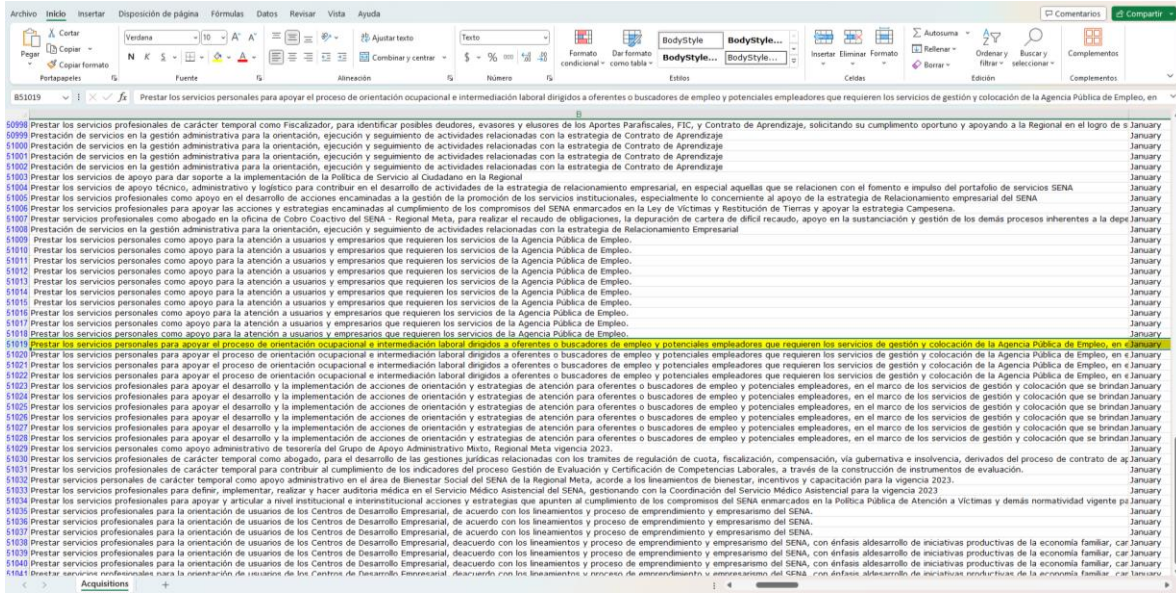 Archivo Inicio Insertar Disposición de página Fórmulas Datos Revisar Vista Ayuda Comentarios Compartir
Pegar
Cortar
Copiar
Copiar formato
Portapapeles
Verdana 10
N K S
Fuente
Ajustar texto
Combinar y centrar
Alineación
Texto
$ % 000
Número
Formato condicional
Dar formato como tabla
BodyStyle BodyStyle...
BodyStyle... BodyStyle...
Estilos
Insertar Eliminar Formato
Celdas
Autosuma
Rellenar
Borrar
Ordenar y filtrar
Buscar y seleccionar
Edición
Complementos
Complementos
B51019 fx Prestar los servicios personales para apoyar el proceso de orientación ocupacional e intermediación laboral dirigidos a oferentes o buscadores de empleo y potenciales empleadores que requieren los servicios de gestión y colocación de la Agencia Pública de Empleo, en
B
50998 Prestar los servicios profesionales de carácter temporal como Fiscalizador, para identificar posibles deudores, evasores y elusores de los Aportes Parafiscales, FIC, y Contrato de Aprendizaje, solicitando su cumplimiento oportuno y apoyando a la Regional en el logro de s January
50999 Prestación de servicios en la gestión administrativa para la orientación, ejecución y seguimiento de actividades relacionadas con la estrategia de Contrato de Aprendizaje January
51000 Prestación de servicios en la gestión administrativa para la orientación, ejecución y seguimiento de actividades relacionadas con la estrategia de Contrato de Aprendizaje January
51001 Prestación de servicios en la gestión administrativa para la orientación, ejecución y seguimiento de actividades relacionadas con la estrategia de Contrato de Aprendizaje January
51002 Prestación de servicios en la gestión administrativa para la orientación, ejecución y seguimiento de actividades relacionadas con la estrategia de Contrato de Aprendizaje January
51003 Prestar los servicios de apoyo para dar soporte a la implementación de la Política de Servicio al Ciudadano en la Regional January
51004 Prestar los servicios de apoyo técnico, administrativo y logístico para contribuir en el desarrollo de actividades de la estrategia de relacionamiento empresarial, en especial aquellas que se relacionen con el fomento e impulso del portafolio de servicios SENA January
51005 Prestar los servicios profesionales como apoyo en el desarrollo de acciones encaminadas a la gestión de la promoción de los servicios institucionales, especialmente lo concerniente al apoyo de la estrategia de Relacionamiento empresarial del SENA January
51006 Prestar los servicios profesionales para apoyar las acciones y estrategias encaminadas al cumplimiento de los compromisos del SENA enmarcados en la Ley de Víctimas y Restitución de Tierras y apoyar la estrategia Campesena. January
51007 Prestar servicios profesionales como abogado en la oficina de Cobro Coactivo del SENA - Regional Meta, para realizar el recaudo de obligaciones, la depuración de cartera de difícil recaudo, apoyo en la sustanciación y gestión de los demás procesos inherentes a la depe January
51008 Prestación de servicios en la gestión administrativa para la orientación, ejecución y seguimiento de actividades relacionadas con la estrategia de Relacionamiento Empresarial January
51009 Prestar los servicios personales como apoyo para la atención a usuarios y empresarios que requieren los servicios de la Agencia Pública de Empleo. January
51010 Prestar los servicios personales como apoyo para la atención a usuarios y empresarios que requieren los servicios de la Agencia Pública de Empleo. January
51011 Prestar los servicios personales como apoyo para la atención a usuarios y empresarios que requieren los servicios de la Agencia Pública de Empleo. January
51012 Prestar los servicios personales como apoyo para la atención a usuarios y empresarios que requieren los servicios de la Agencia Pública de Empleo. January
51013 Prestar los servicios personales como apoyo para la atención a usuarios y empresarios que requieren los servicios de la Agencia Pública de Empleo. January
51014 Prestar los servicios personales como apoyo para la atención a usuarios y empresarios que requieren los servicios de la Agencia Pública de Empleo. January
51015 Prestar los servicios personales como apoyo para la atención a usuarios y empresarios que requieren los servicios de la Agencia Pública de Empleo. January
51016 Prestar los servicios personales como apoyo para la atención a usuarios y empresarios que requieren los servicios de la Agencia Pública de Empleo. January
51017 Prestar los servicios personales como apoyo para la atención a usuarios y empresarios que requieren los servicios de la Agencia Pública de Empleo. January
51018 Prestar los servicios personales como apoyo para la atención a usuarios y empresarios que requieren los servicios de la Agencia Pública de Empleo. January
51019 Prestar los servicios personales para apoyar el proceso de orientación ocupacional e intermediación laboral dirigidos a oferentes o buscadores de empleo y potenciales empleadores que requieren los servicios de gestión y colocación de la Agencia Pública de Empleo, en e January
51020 Prestar los servicios personales para apoyar el proceso de orientación ocupacional e intermediación laboral dirigidos a oferentes o buscadores de empleo y potenciales empleadores que requieren los servicios de gestión y colocación de la Agencia Pública de Empleo, en e January
51021 Prestar los servicios personales para apoyar el proceso de orientación ocupacional e intermediación laboral dirigidos a oferentes o buscadores de empleo y potenciales empleadores que requieren los servicios de gestión y colocación de la Agencia Pública de Empleo, en e January
51022 Prestar los servicios personales para apoyar el proceso de orientación ocupacional e intermediación laboral dirigidos a oferentes o buscadores de empleo y potenciales empleadores que requieren los servicios de gestión y colocación de la Agencia Pública de Empleo, en e January
51023 Prestar servicios profesionales para apoyar el desarrollo y la implementación de acciones de orientación y estrategias de atención para oferentes o buscadores de empleo y potenciales empleadores, en el marco de los servicios de gestión y colocación que se brindan January
51024 Prestar servicios profesionales para apoyar el desarrollo y la implementación de acciones de orientación y estrategias de atención para oferentes o buscadores de empleo y potenciales empleadores, en el marco de los servicios de gestión y colocación que se brindan January
51025 Prestar servicios profesionales para apoyar el desarrollo y la implementación de acciones de orientación y estrategias de atención para oferentes o buscadores de empleo y potenciales empleadores, en el marco de los servicios de gestión y colocación que se brindan January
51026 Prestar servicios profesionales para apoyar el desarrollo y la implementación de acciones de orientación y estrategias de atención para oferentes o buscadores de empleo y potenciales empleadores, en el marco de los servicios de gestión y colocación que se brindan January
51027 Prestar servicios profesionales para apoyar el desarrollo y la implementación de acciones de orientación y estrategias de atención para oferentes o buscadores de empleo y potenciales empleadores, en el marco de los servicios de gestión y colocación que se brindan January
51028 Prestar servicios profesionales para apoyar el desarrollo y la implementación de acciones de orientación y estrategias de atención para oferentes o buscadores de empleo y potenciales empleadores, en el marco de los servicios de gestión y colocación que se brindan January
51029 Prestar servicios personales como apoyo administrativo de tesorería del Grupo de Apoyo Administrativo Mixto, Regional Meta vigencia 2023. January
51030 Prestar servicios profesionales de carácter temporal como abogado, para el desarrollo de las gestiones jurídicas relacionadas con los tramites de regulación de cuota, fiscalización, compensación, vía gubernativa e insolvencia, derivados del proceso de contrato de ap January
51031 Prestar servicios profesionales de carácter temporal para contribuir al cumplimiento de los indicadores del proceso Gestión de Evaluación y Certificación de Competencias Laborales, a través de la construcción de instrumentos de evaluación. January
51032 Prestar servicios personales de carácter temporal como apoyo administrativo en el área de Bienestar Social del SENA de la Regional Meta, acorde a los lineamientos de bienestar, incentivos y capacitación para la vigencia 2023. January
51033 Prestar servicios profesionales para definir, implementar, realizar y hacer auditoria médica en el Servicio Médico Asistencial del SENA, gestionando con la Coordinación del Servicio Médico Asistencial para la vigencia 2023 January
51034 Prestar servicios profesionales para apoyar y articular a nivel institucional e interinstitucional acciones y estrategias que apunten al cumplimiento de los compromisos del SENA enmarcados en la Política Pública de Atención a Víctimas y demás normatividad vigente pa January
51035 Prestar servicios profesionales para la orientación de usuarios de los Centros de Desarrollo Empresarial, de acuerdo con los lineamientos y proceso de emprendimiento y empresarismo del SENA. January
51036 Prestar servicios profesionales para la orientación de usuarios de los Centros de Desarrollo Empresarial, de acuerdo con los lineamientos y proceso de emprendimiento y empresarismo del SENA. January
51037 Prestar servicios profesionales para la orientación de usuarios de los Centros de Desarrollo Empresarial, de acuerdo con los lineamientos y proceso de emprendimiento y empresarismo del SENA. January
51038 Prestar servicios profesionales para la orientación de usuarios de los Centros de Desarrollo Empresarial, deacuerdo con los lineamientos y proceso de emprendimiento y empresarismo del SENA, con énfasis aldesarrollo de iniciativas productivas de la economía familiar, car January
51039 Prestar servicios profesionales para la orientación de usuarios de los Centros de Desarrollo Empresarial, deacuerdo con los lineamientos y proceso de emprendimiento y empresarismo del SENA, con énfasis aldesarrollo de iniciativas productivas de la economía familiar, car January
51040 Prestar servicios profesionales para la orientación de usuarios de los Centros de Desarrollo Empresarial, deacuerdo con los lineamientos y proceso de emprendimiento y empresarismo del SENA, con énfasis aldesarrollo de iniciativas productivas de la economía familiar, car January
51041 Prestar servicios profesionales para la orientación de usuarios de los Centros de Desarrollo Empresarial, deacuerdo con los lineamientos y proceso de emprendimiento y empresarismo del SENA, con énfasis aldesarrollo de iniciativas productivas de la economía familiar, car January
Acquisitions